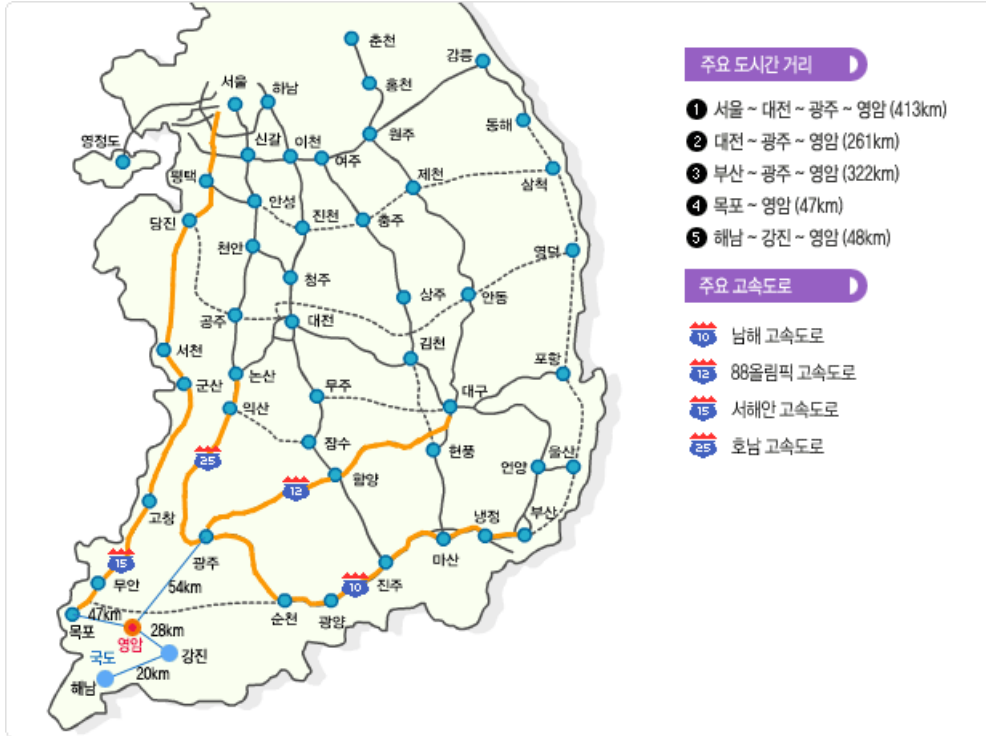 춘천
강릉
서울
하남
홍천
동해
영정도
신갈
이천
여주
원주
제천
삼척
평택
안성
진천
충주
당진
천안
영덕
청주
상주
안동
공주
대전
김천
포항
서천
군산
논산
무주
대구
익산
장수
현풍
언양
울산
25
함양
12
고창
냉정
부산
광주
마산
15
무안
54km
10
진주
47km
목포
영암
28km
순천
광양
국도
강진
20km
해남
주요 도시간 거리
1 서울 ~ 대전 ~ 광주 ~ 영암 (413km)
2 대전 ~ 광주 ~ 영암 (261km)
3 부산 ~ 광주 ~ 영암 (322km)
4 목포 ~ 영암 (47km)
5 해남 ~ 강진 ~ 영암 (48km)
주요 고속도로
10 남해 고속도로
12 88올림픽 고속도로
15 서해안 고속도로
25 호남 고속도로